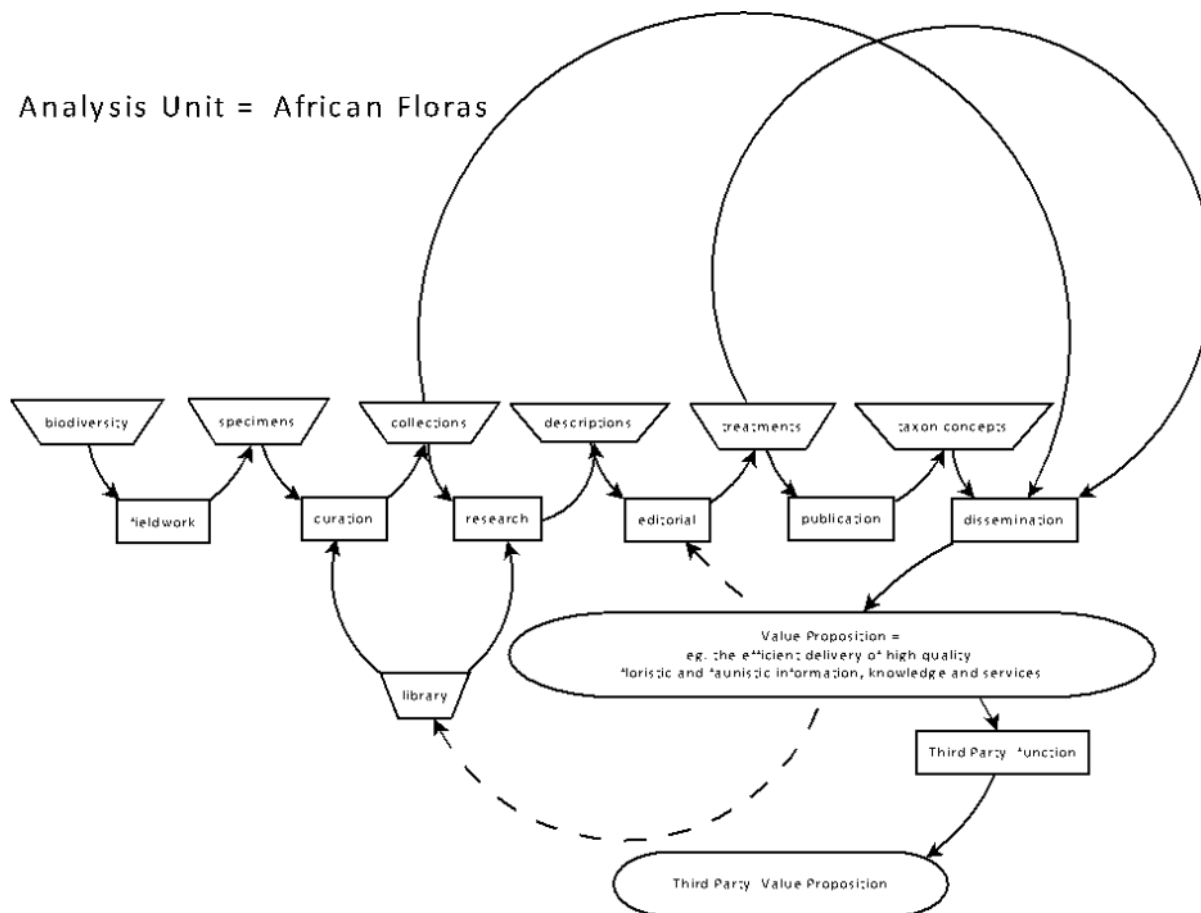 Analysis Unit = African Floras
biodiversity
specimens
collections
descriptions
treatments
taxon concepts
fieldwork
curation
research
editorial
publication
dissemination
Value Proposition =
eg. the efficient delivery of high quality
floristic and faunistic information, knowledge and services
library
Third Party function
Third Party Value Proposition